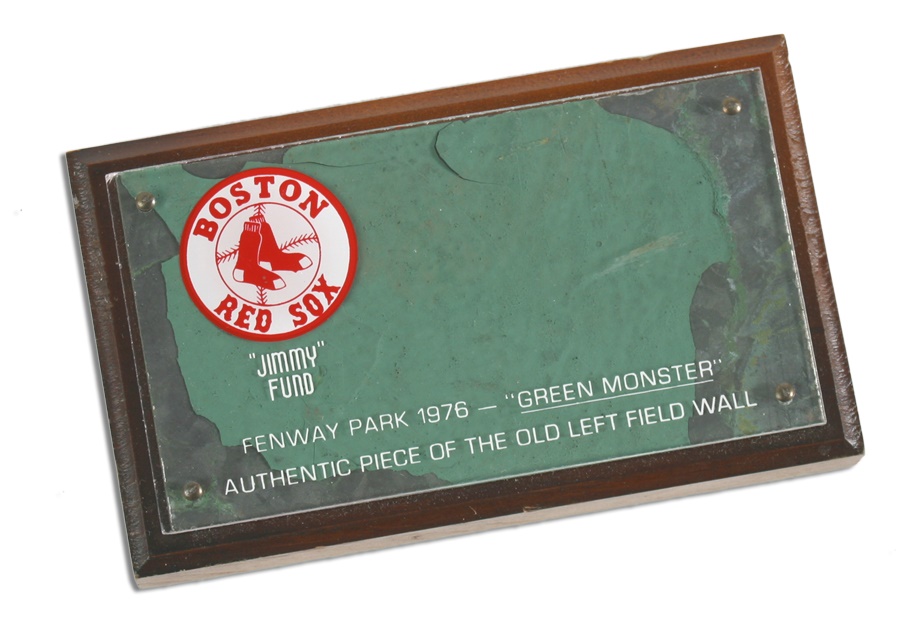 BOSTON
RED SOX
"JIMMY"
FUND
FENWAY PARK 1976 — "GREEN MONSTER"
AUTHENTIC PIECE OF THE OLD LEFT FIELD WALL